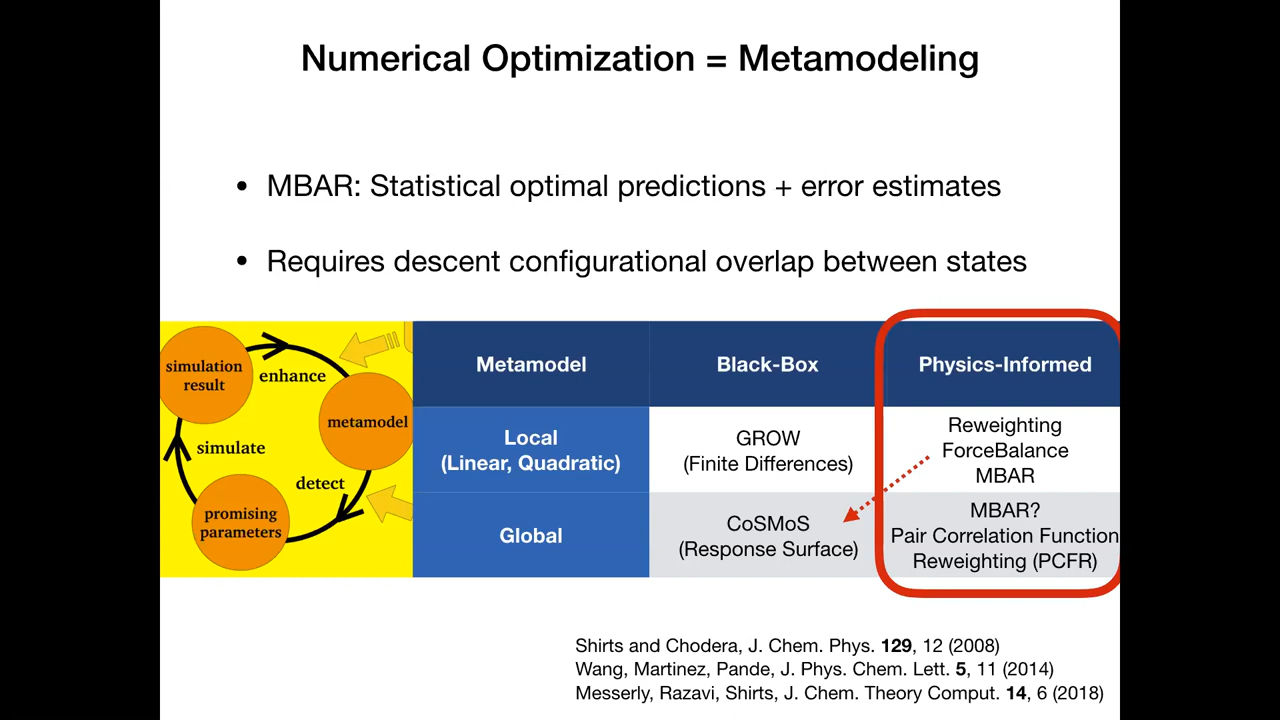 Numerical Optimization = Metamodeling
• MBAR: Statistical optimal predictions + error estimates
• Requires descent configurational overlap between states
simulation
result
enhance
metamodel
simulate
detect
promising
parameters
Metamodel
Black-Box
Physics-Informed
Local
(Linear, Quadratic)
GROW
(Finite Differences)
Reweighting
ForceBalance
MBAR
Global
CoSMoS
(Response Surface)
MBAR?
Pair Correlation Function
Reweighting (PCFR)
Shirts and Chodera, J. Chem. Phys. 129, 12 (2008)
Wang, Martinez, Pande, J. Phys. Chem. Lett. 5, 11 (2014)
Messerly, Razavi, Shirts, J. Chem. Theory Comput. 14, 6 (2018)